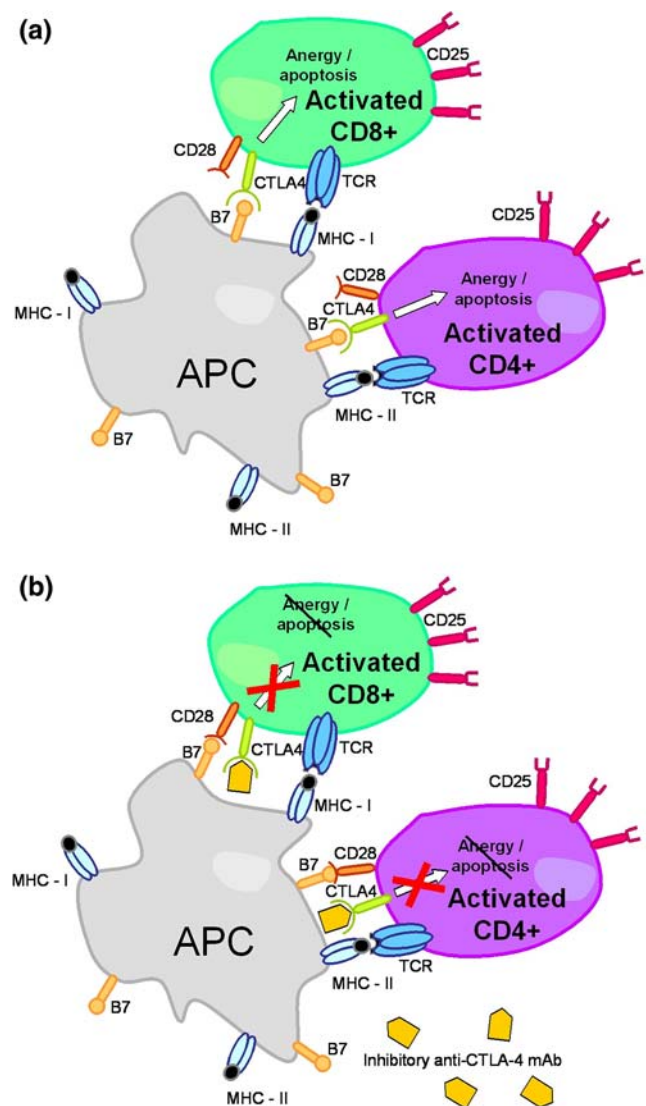 (a)
Anergy /
apoptosis
CD25
Activated
CD8+
CD28
CTLA4
TCR
B7
MHC - I
CD25
MHC - I
CD28
Anergy /
apoptosis
CTLA4
B7
Activated
CD4+
APC
TCR
MHC - II
B7
B7
MHC - II
(b)
Anergy /
apoptosis
CD25
Activated
CD8+
CD28
B7
CTLA4
TCR
MHC - I
CD25
MHC - I
B7
CD28
Anergy /
apoptosis
CTLA4
Activated
CD4+
APC
TCR
MHC - II
B7
B7
MHC - II
Inhibitory anti-CTLA-4 mAb